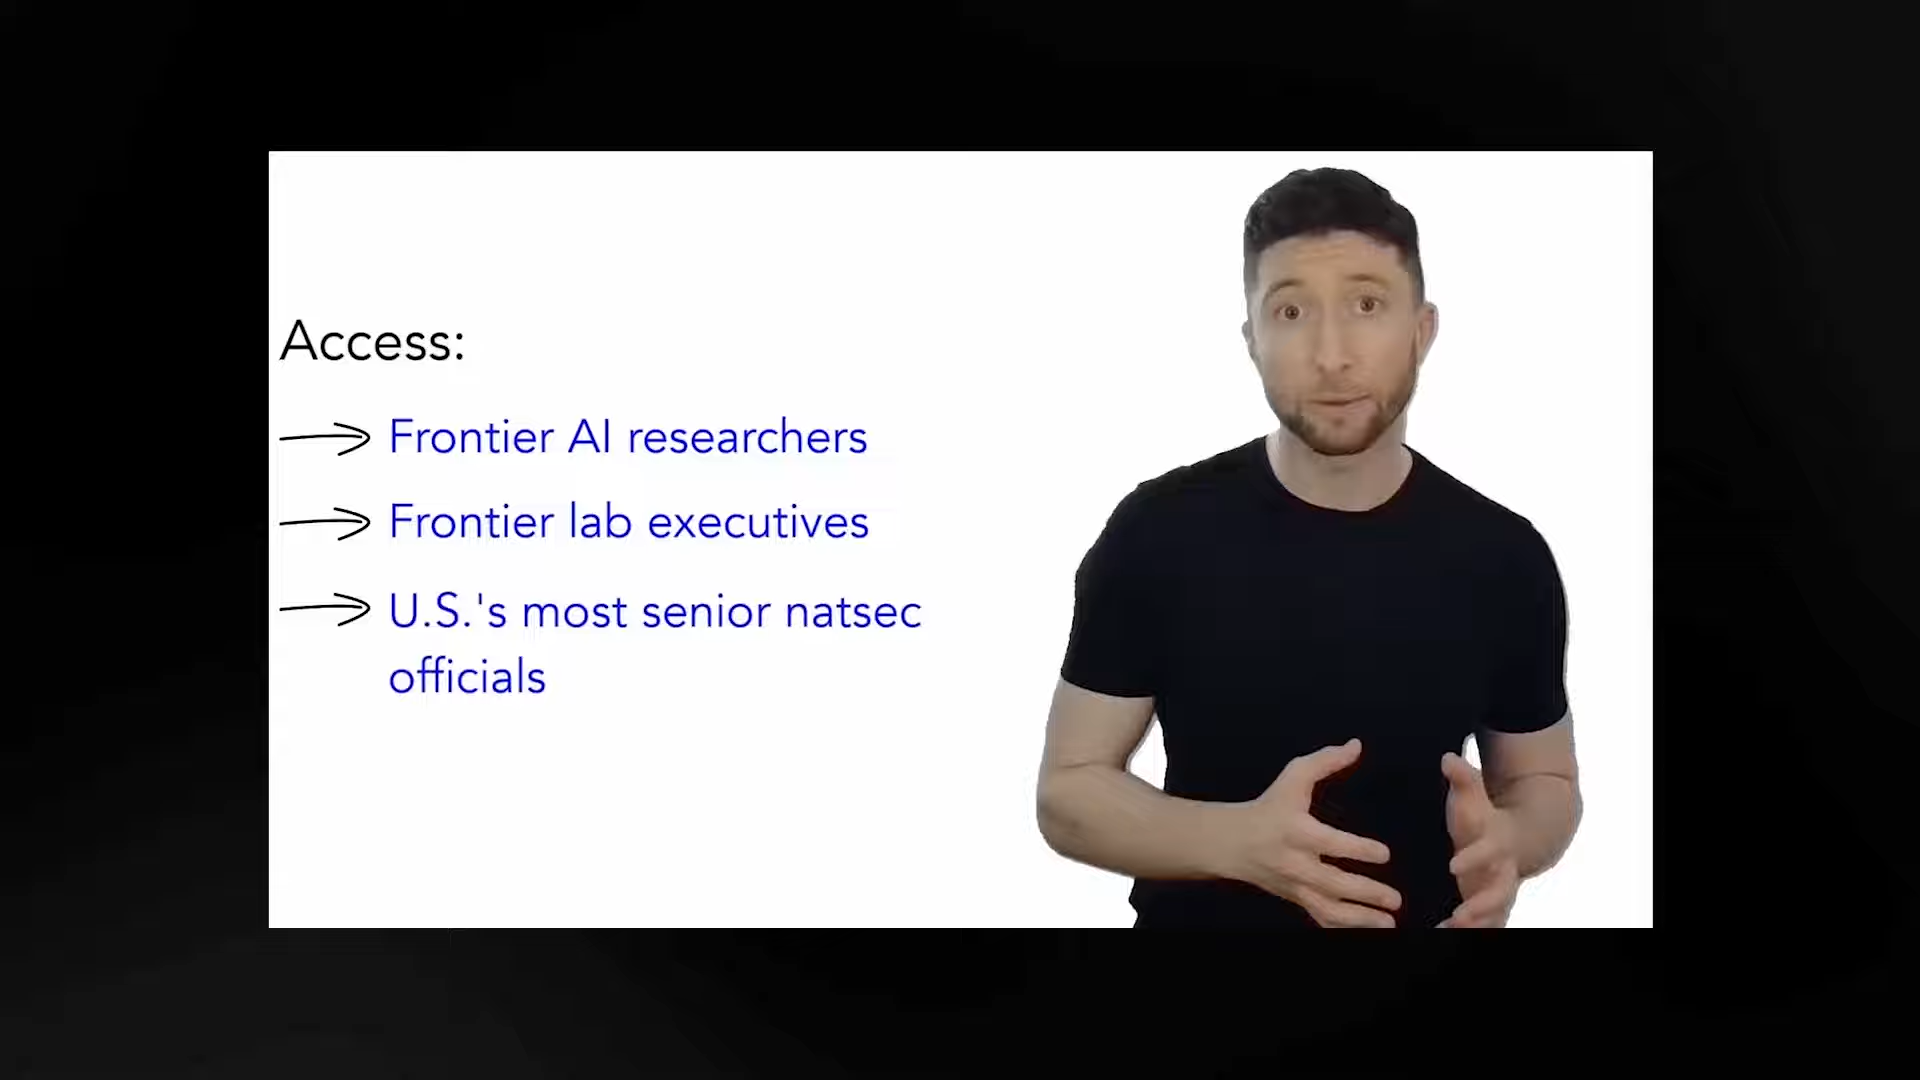 Access:
Frontier AI researchers
Frontier lab executives
U.S.'s most senior natsec
officials